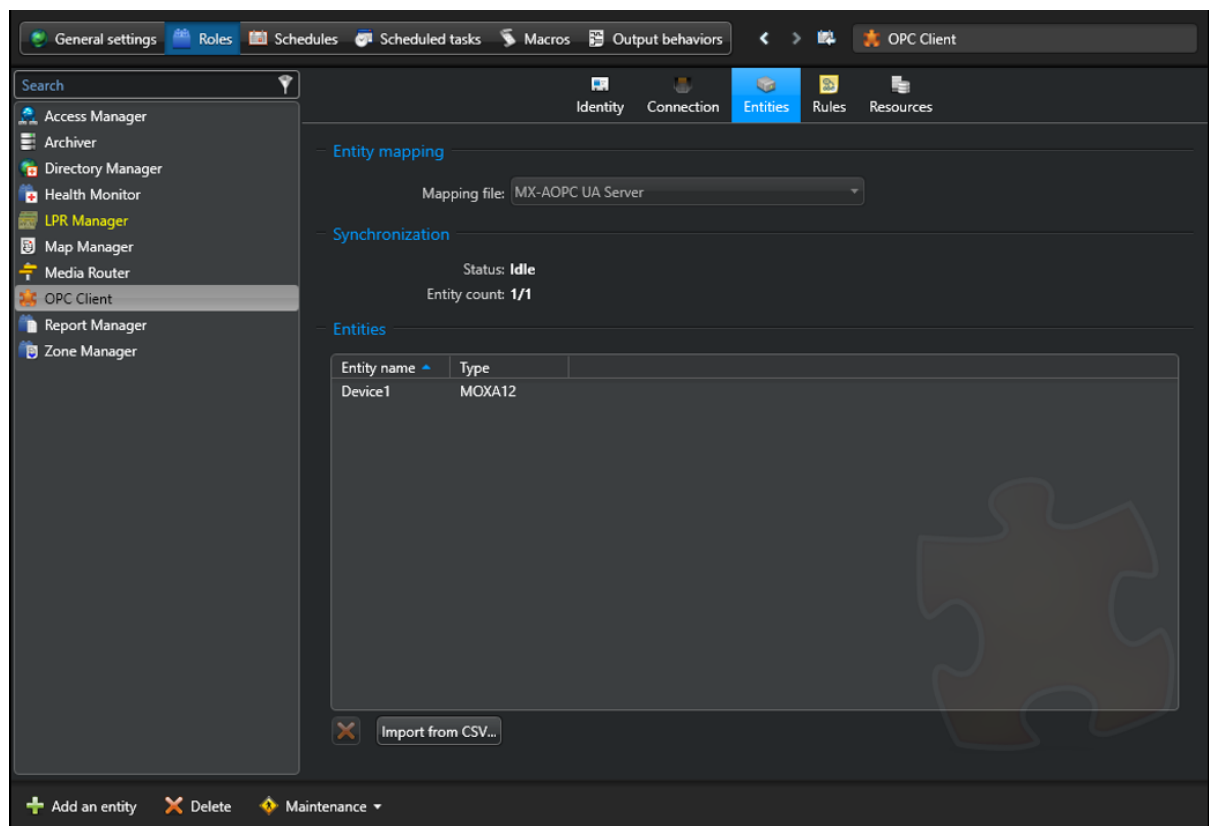 General settings Roles Schedules Scheduled tasks Macros Output behaviors OPC Client
Search
Access Manager
Archiver
Directory Manager
Health Monitor
LPR Manager
Map Manager
Media Router
OPC Client
Report Manager
Zone Manager
Identity Connection Entities Rules Resources
Entity mapping
Mapping file: MX-AOPC UA Server
Synchronization
Status: Idle
Entity count: 1/1
Entities
Entity name Type
Device1 MOXA12
Import from CSV...
Add an entity Delete Maintenance